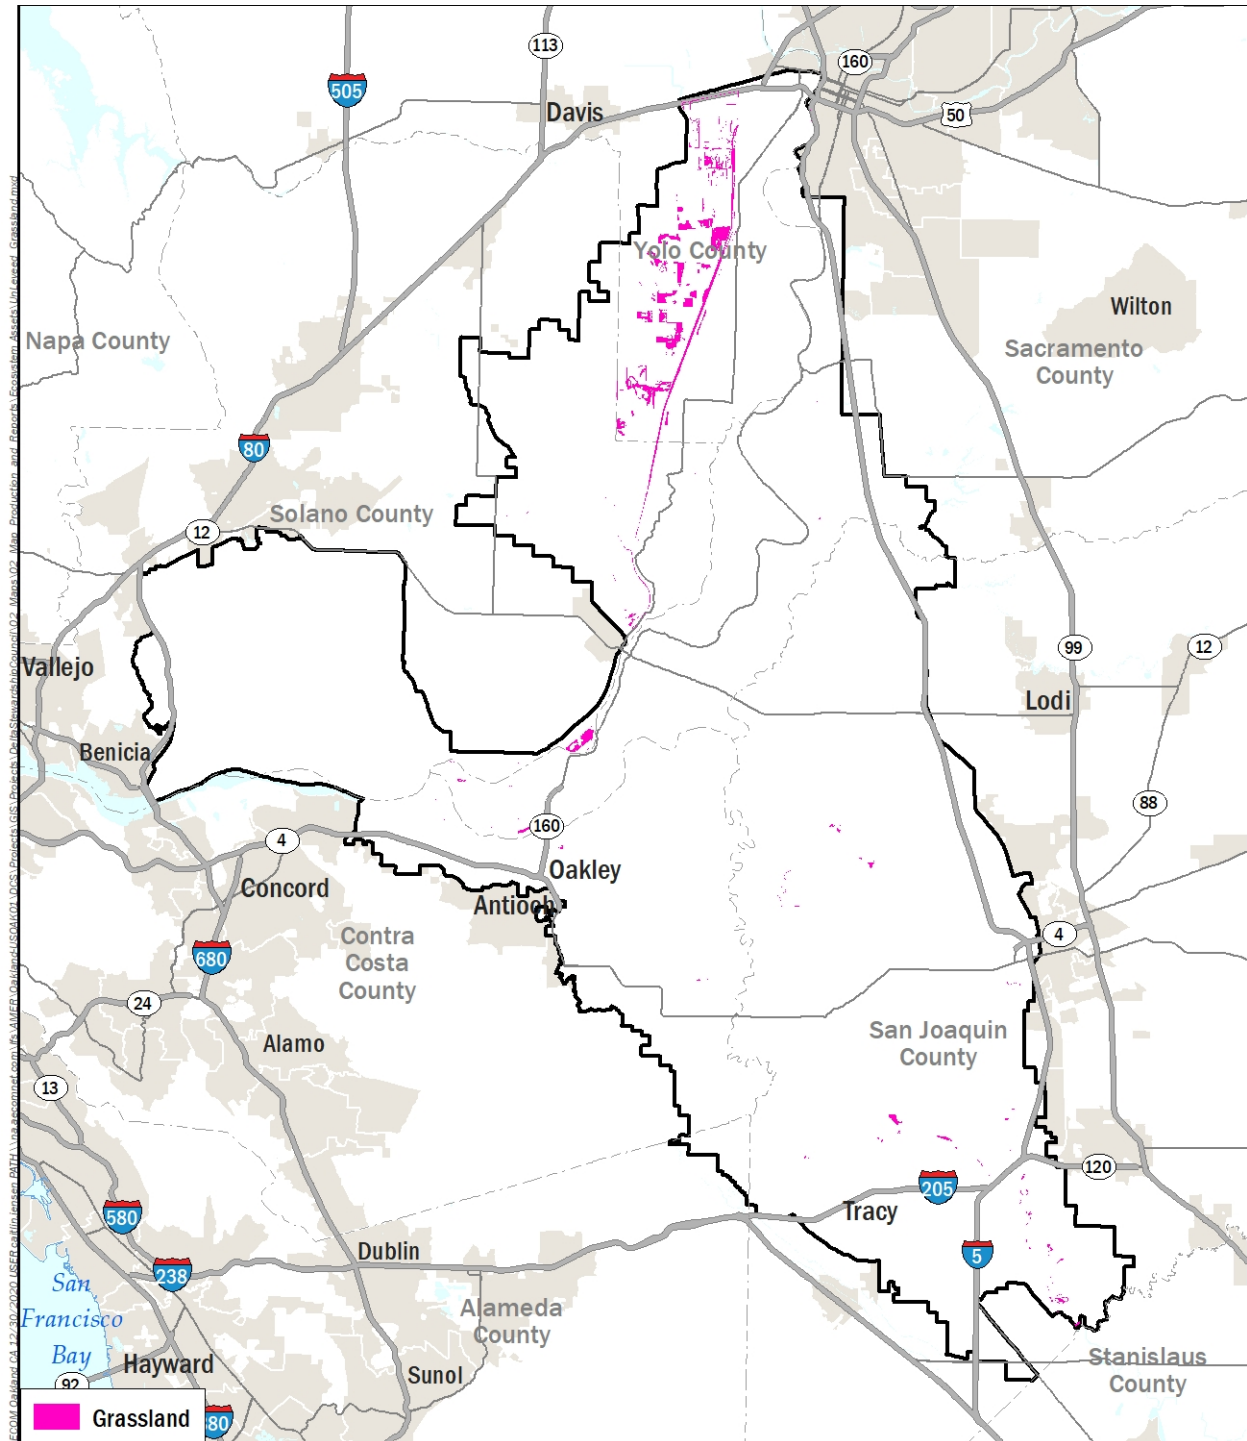 113
160
505
Davis
50
Yolo County
Wilton
Napa County
Sacramento
County
80
Solano County
12
99
12
Vallejo
Lodi
Benicia
88
160
4
Oakley
Concord
Antioch
Contra
Costa
County
4
680
24
San Joaquin
County
Alamo
13
120
205
Tracy
580
Dublin
5
238
San
Francisco
Bay
Alameda
County
Hayward
Sunol
Stanislaus
County
92
80
Grassland